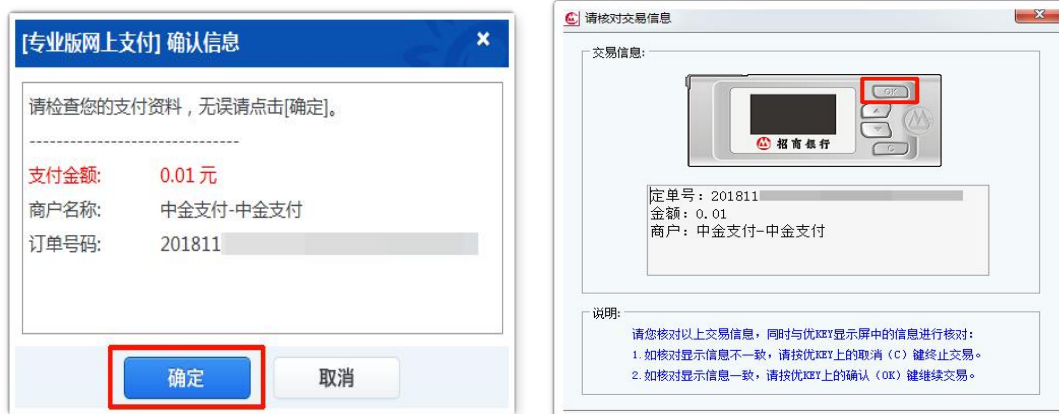 [专业版网上支付] 确认信息
×
请检查您的支付资料，无误请点击[确定]。
--------------------------------
支付金额: 0.01 元
商户名称: 中金支付-中金支付
订单号码: 201811
确定 取消
请核对交易信息
交易信息:
OK
招商银行
C
定单号：201811
金额：0.01
商户：中金支付-中金支付
说明:
请您核对以上交易信息，同时与优KEY显示屏中的信息进行核对：
1.如核对显示信息不一致，请按优KEY上的取消（C）键终止交易。
2.如核对显示信息一致，请按优KEY上的确认（OK）键继续交易。